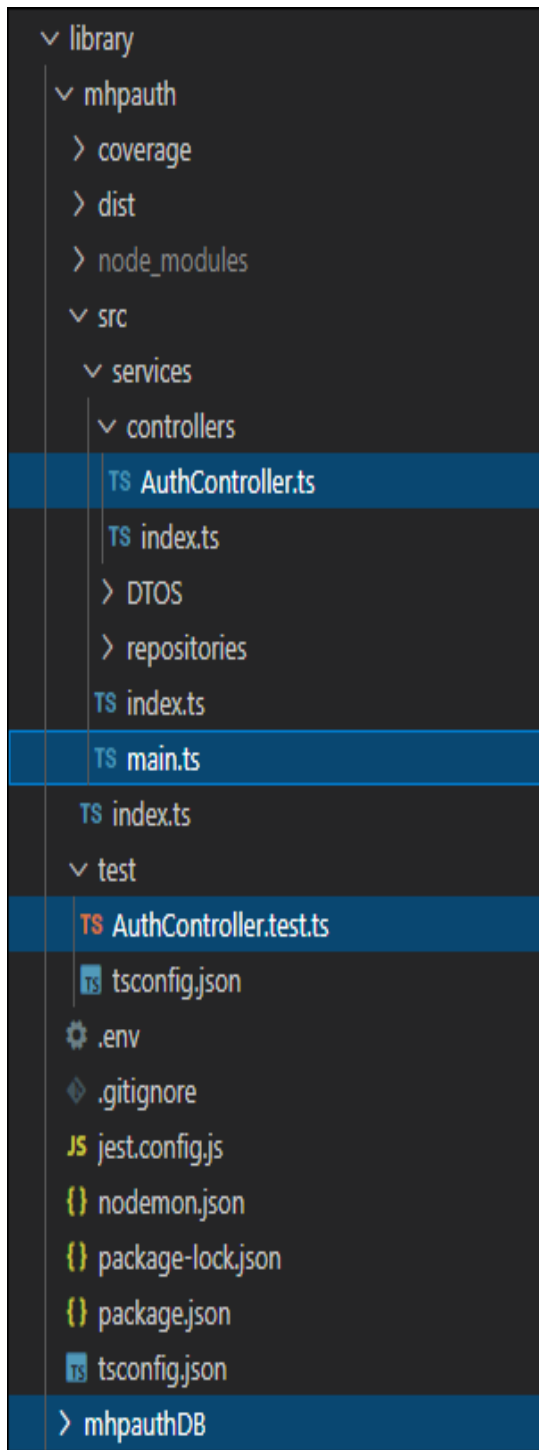 library
mhpauth
coverage
dist
node_modules
src
services
controllers
TS AuthController.ts
TS index.ts
DTOS
repositories
TS index.ts
TS main.ts
TS index.ts
test
TS AuthController.test.ts
TS tsconfig.json
.env
.gitignore
JS jest.config.js
{} nodemon.json
{} package-lock.json
{} package.json
TS tsconfig.json
mhpauthDB